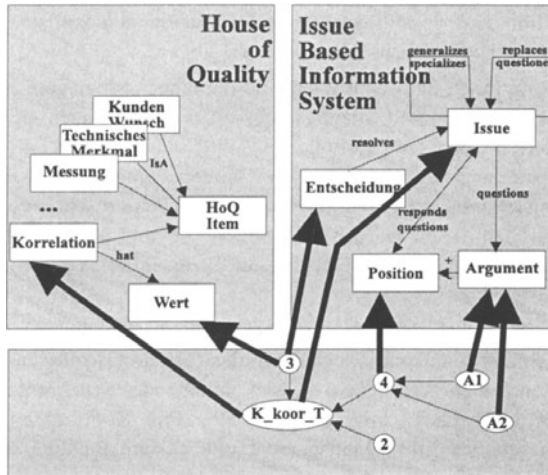 House
of
Quality
Kunden
Wunsch
Technisches
Merkmal
Messung
IsA
...
HoQ
Item
Korrelation
hat
Wert
Issue
Based
Information
System
generalizes
specializes
replaces
questione
Issue
resolves
Entscheidung
responds
questions
questions
Position
+
Argument
3
4
A1
K_koor_T
A2
2